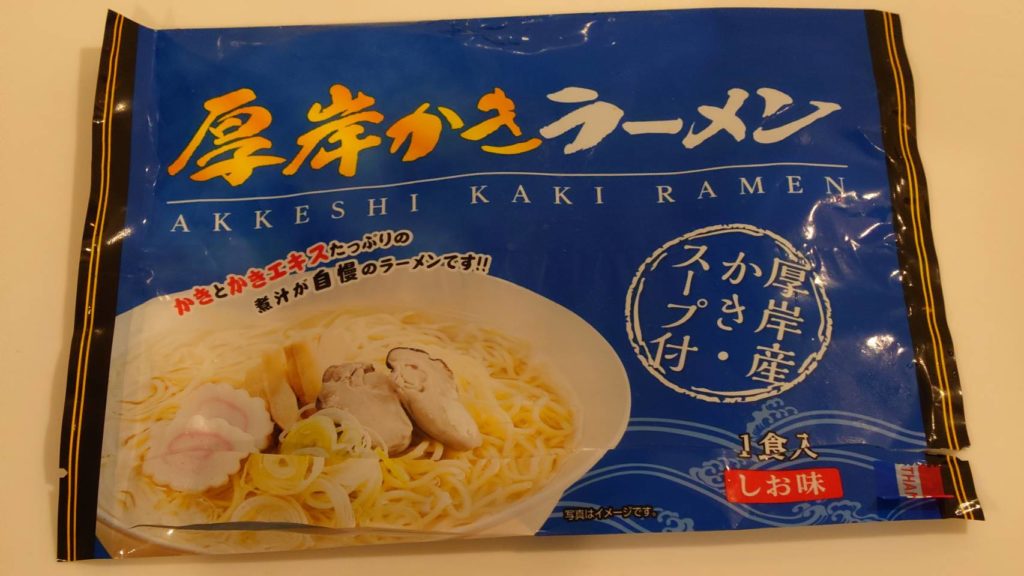 厚岸かきラーメン
AKKESHI KAKI RAMEN
かきとかきエキスたっぷりの
煮汁が自慢のラーメンです!!
厚岸産
かき・
スープ付
1食入
しお味
写真はイメージです。